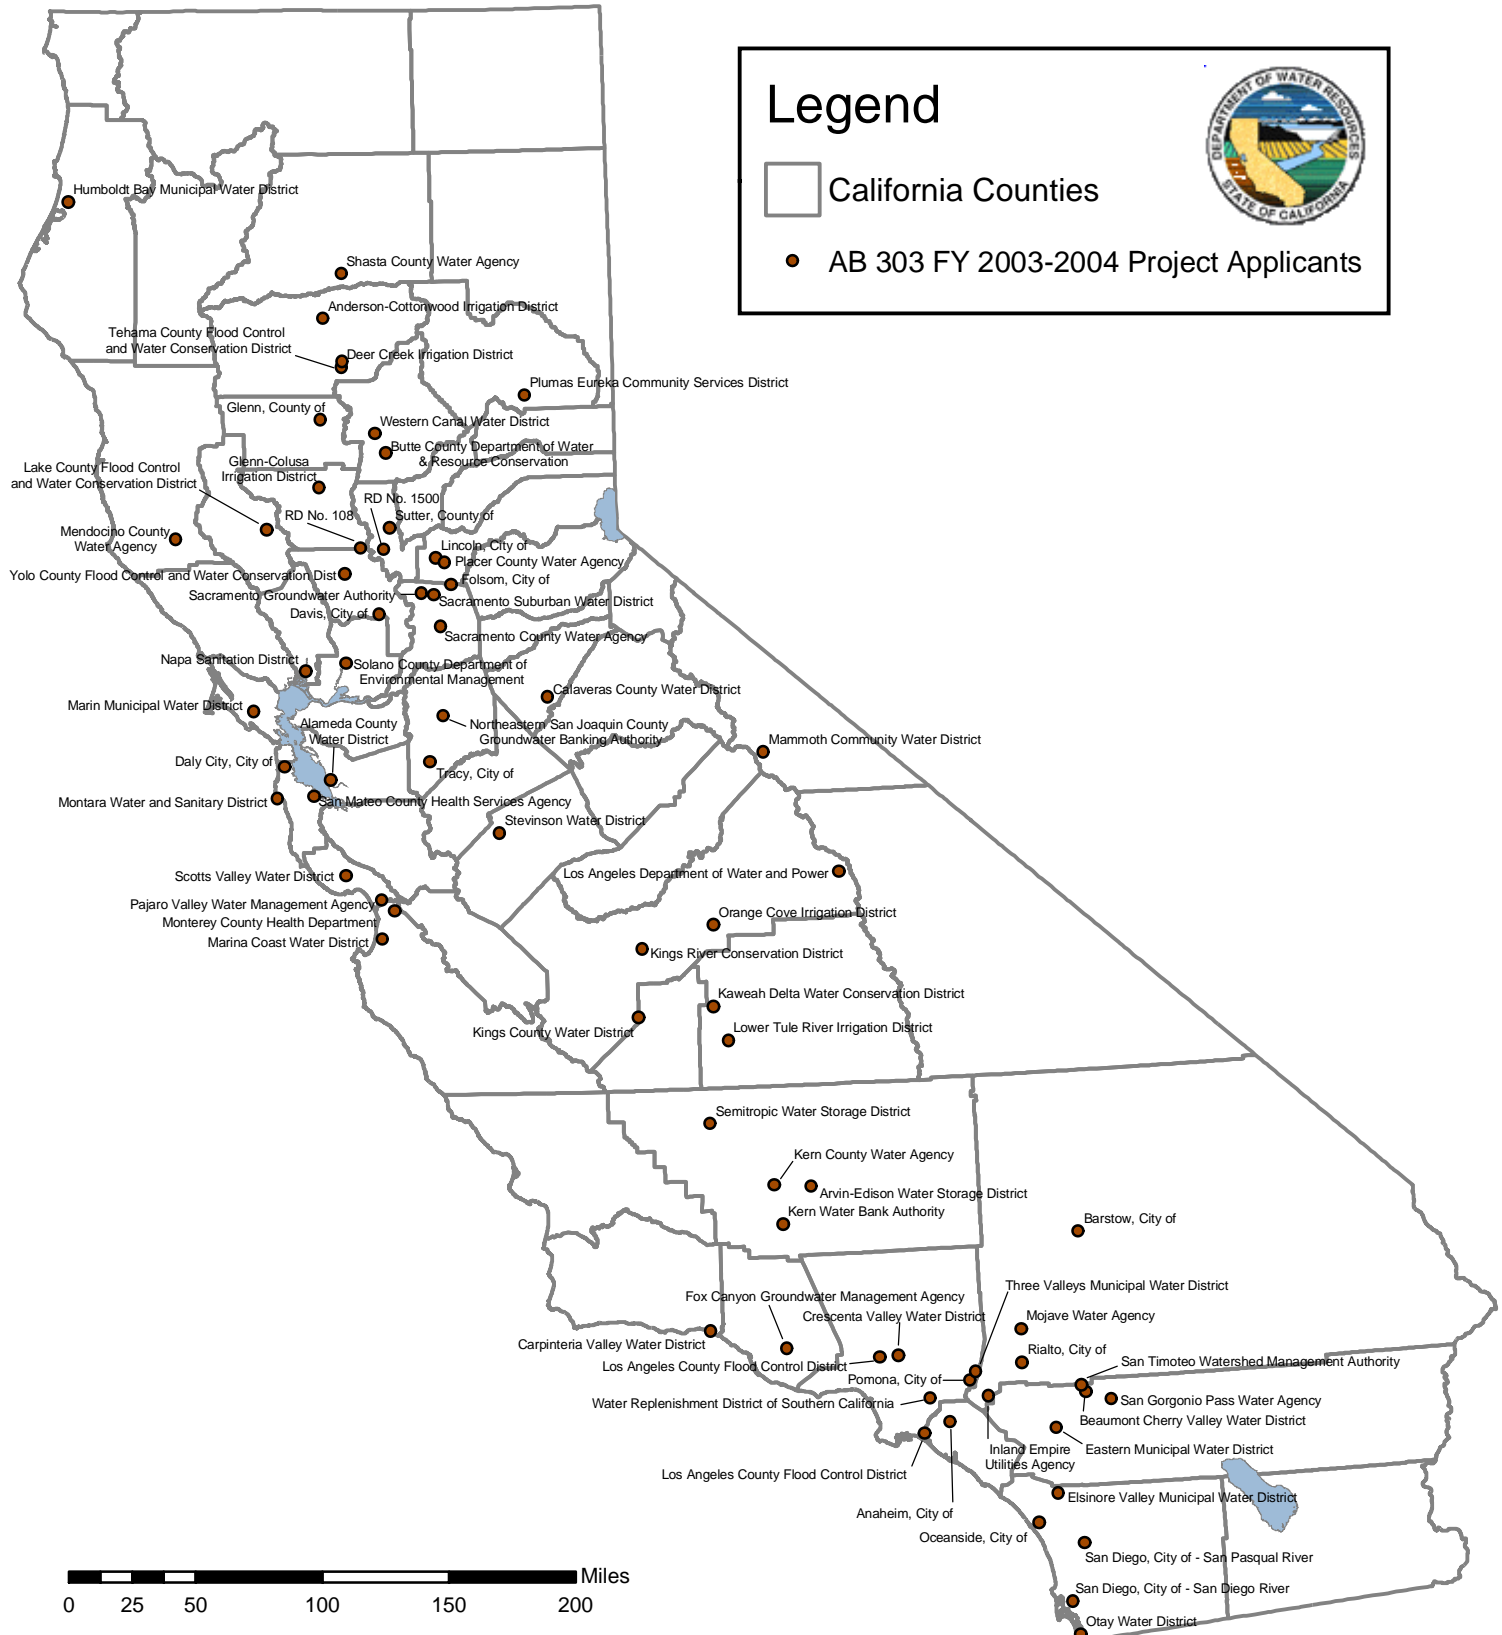 Legend
California Counties
AB 303 FY 2003-2004 Project Applicants
DEPARTMENT OF WATER RESOURCES
STATE OF CALIFORNIA
Humboldt Bay Municipal Water District
Shasta County Water Agency
Anderson-Cottonwood Irrigation District
Tehama County Flood Control
and Water Conservation District
Deer Creek Irrigation District
Plumas Eureka Community Services District
Glenn, County of
Western Canal Water District
Butte County Department of Water
& Resource Conservation
Glenn-Colusa
Irrigation District
Lake County Flood Control
and Water Conservation District
RD No. 1500
RD No. 108
Sutter, County of
Mendocino County
Water Agency
Lincoln, City of
Placer County Water Agency
Yolo County Flood Control and Water Conservation Dist
Folsom, City of
Sacramento Groundwater Authority
Sacramento Suburban Water District
Davis, City of
Sacramento County Water Agency
Napa Sanitation District
Solano County Department of
Environmental Management
Calaveras County Water District
Marin Municipal Water District
Alameda County
Water District
Northeastern San Joaquin County
Groundwater Banking Authority
Mammoth Community Water District
Daly City, City of
Tracy, City of
Montara Water and Sanitary District
San Mateo County Health Services Agency
Stevinson Water District
Scotts Valley Water District
Los Angeles Department of Water and Power
Pajaro Valley Water Management Agency
Monterey County Health Department
Marina Coast Water District
Orange Cove Irrigation District
Kings River Conservation District
Kaweah Delta Water Conservation District
Kings County Water District
Lower Tule River Irrigation District
Semitropic Water Storage District
Kern County Water Agency
Arvin-Edison Water Storage District
Kern Water Bank Authority
Barstow, City of
Three Valleys Municipal Water District
Fox Canyon Groundwater Management Agency
Crescenta Valley Water District
Mojave Water Agency
Carpinteria Valley Water District
Rialto, City of
Los Angeles County Flood Control District
San Timoteo Watershed Management Authority
Pomona, City of
Water Replenishment District of Southern California
San Gorgonio Pass Water Agency
Beaumont Cherry Valley Water District
Inland Empire
Utilities Agency
Eastern Municipal Water District
Los Angeles County Flood Control District
Elsinore Valley Municipal Water District
Anaheim, City of
Oceanside, City of
San Diego, City of - San Pasqual River
San Diego, City of - San Diego River
Otay Water District
Miles
0 25 50 100 150 200